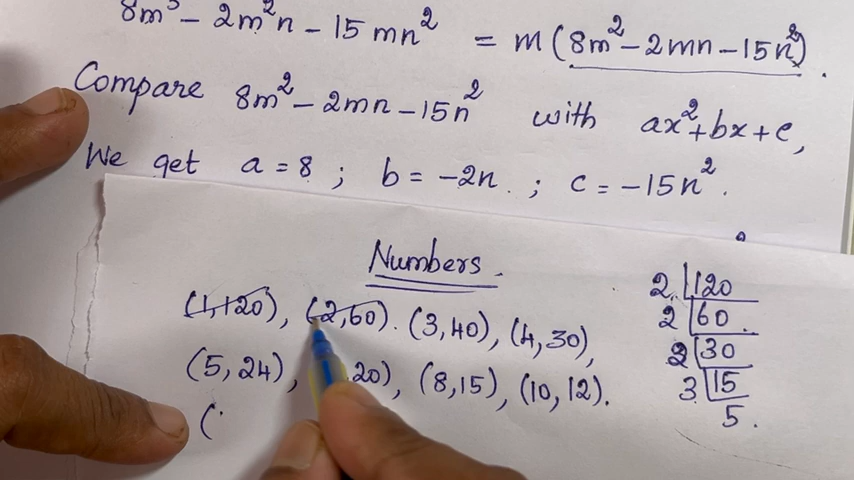 8m³ - 2m²n - 15mn² = m(8m² - 2mn - 15n²).
Compare 8m² - 2mn - 15n² with ax² + bx + c,
We get a = 8 ; b = -2n. ; c = -15n².
Numbers.
(1,120), (2,60). (3,40), (4,30),
(5,24), ,20), (8,15), (10,12).
(
2 120
2 60.
2 30
3 15
5.